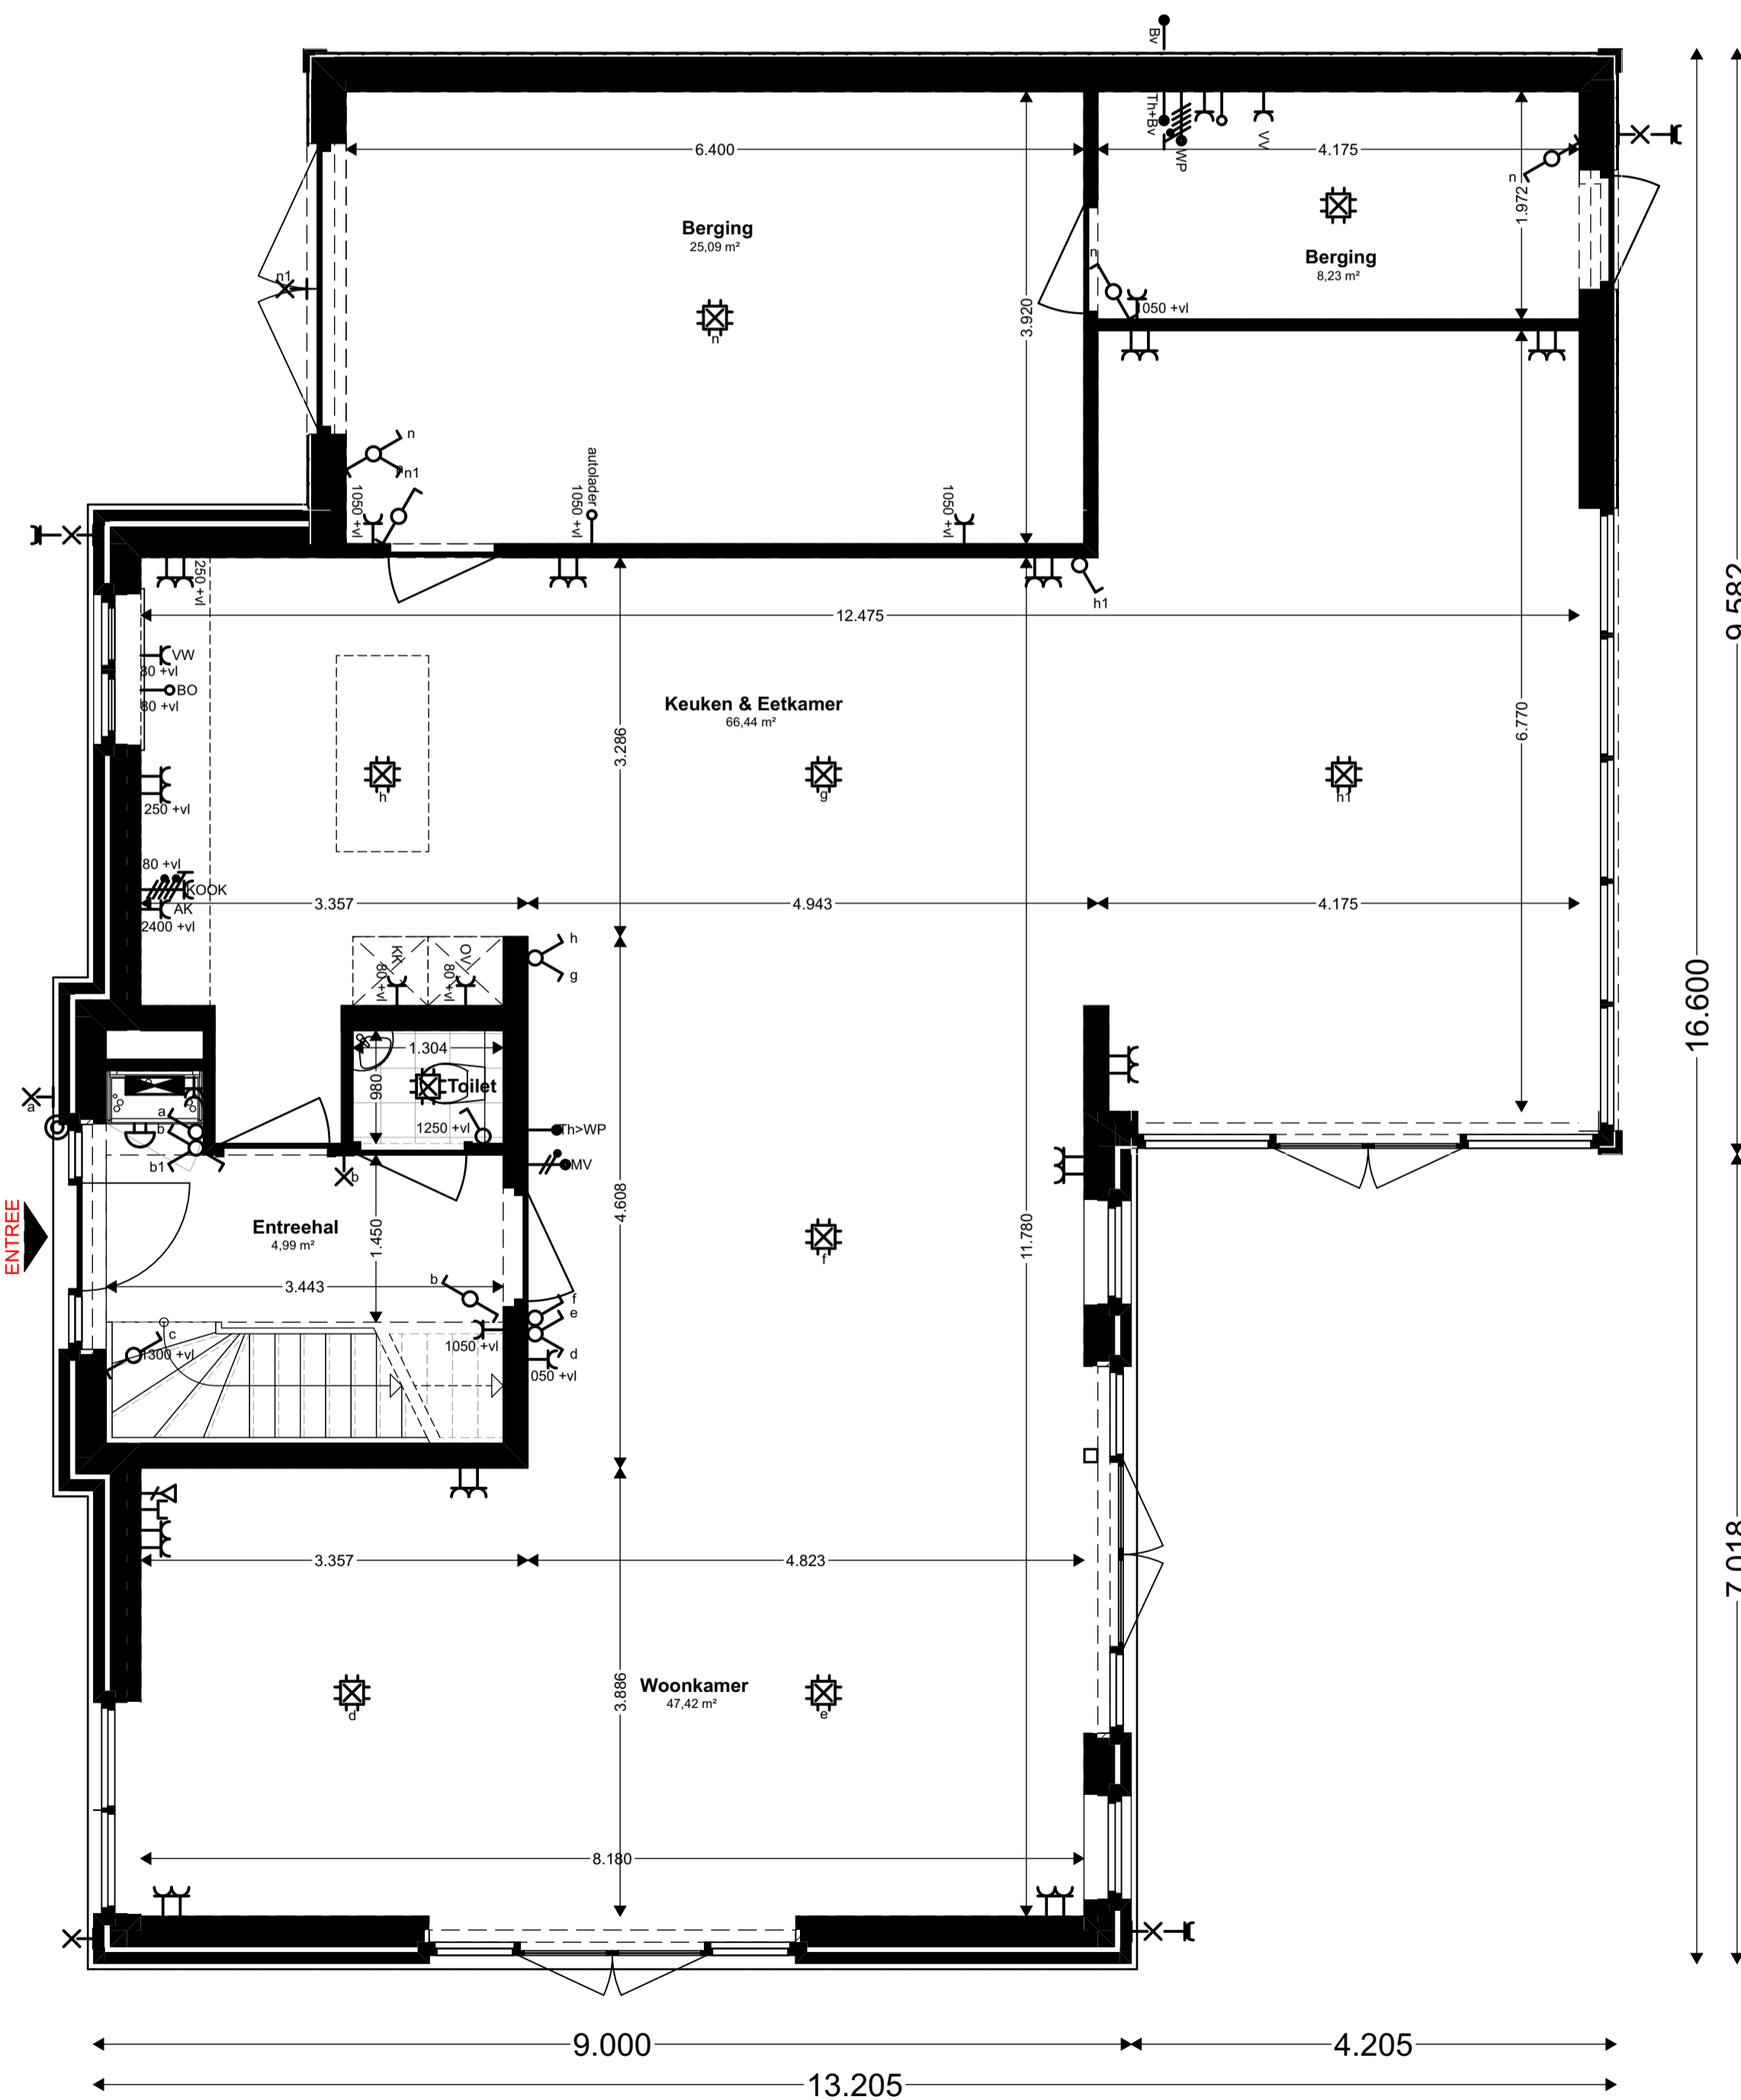 Bv
Th+Bv
WP
VV
6.400
4.175
n
1.972
Berging
25,09 m²
Berging
8,23 m²
n1
n
1050 +vl
3.920
n
n
n1
autolader
1050 +vl
1050 +vl
1050 +vl
250 +vl
h1
12.475
9.582
VW
80 +vl
BO
80 +vl
Keuken & Eetkamer
66,44 m²
3.286
6.770
h
g
h1
250 +vl
80 +vl
KOOK
AK
2400 +vl
3.357
4.943
4.175
KK
80 +vl
OV
80 +vl
h
g
16.600
1.304
980
Toilet
1250 +vl
a
a
b
b1
b
Th>WP
MV
ENTREE
Entreehal
4,99 m²
1.450
4.608
11.780
3.443
b
f
f
e
d
c
1300 +vl
1050 +vl
050 +vl
3.357
4.823
7.018
Woonkamer
47,42 m²
3.886
d
e
8.180
9.000
4.205
13.205